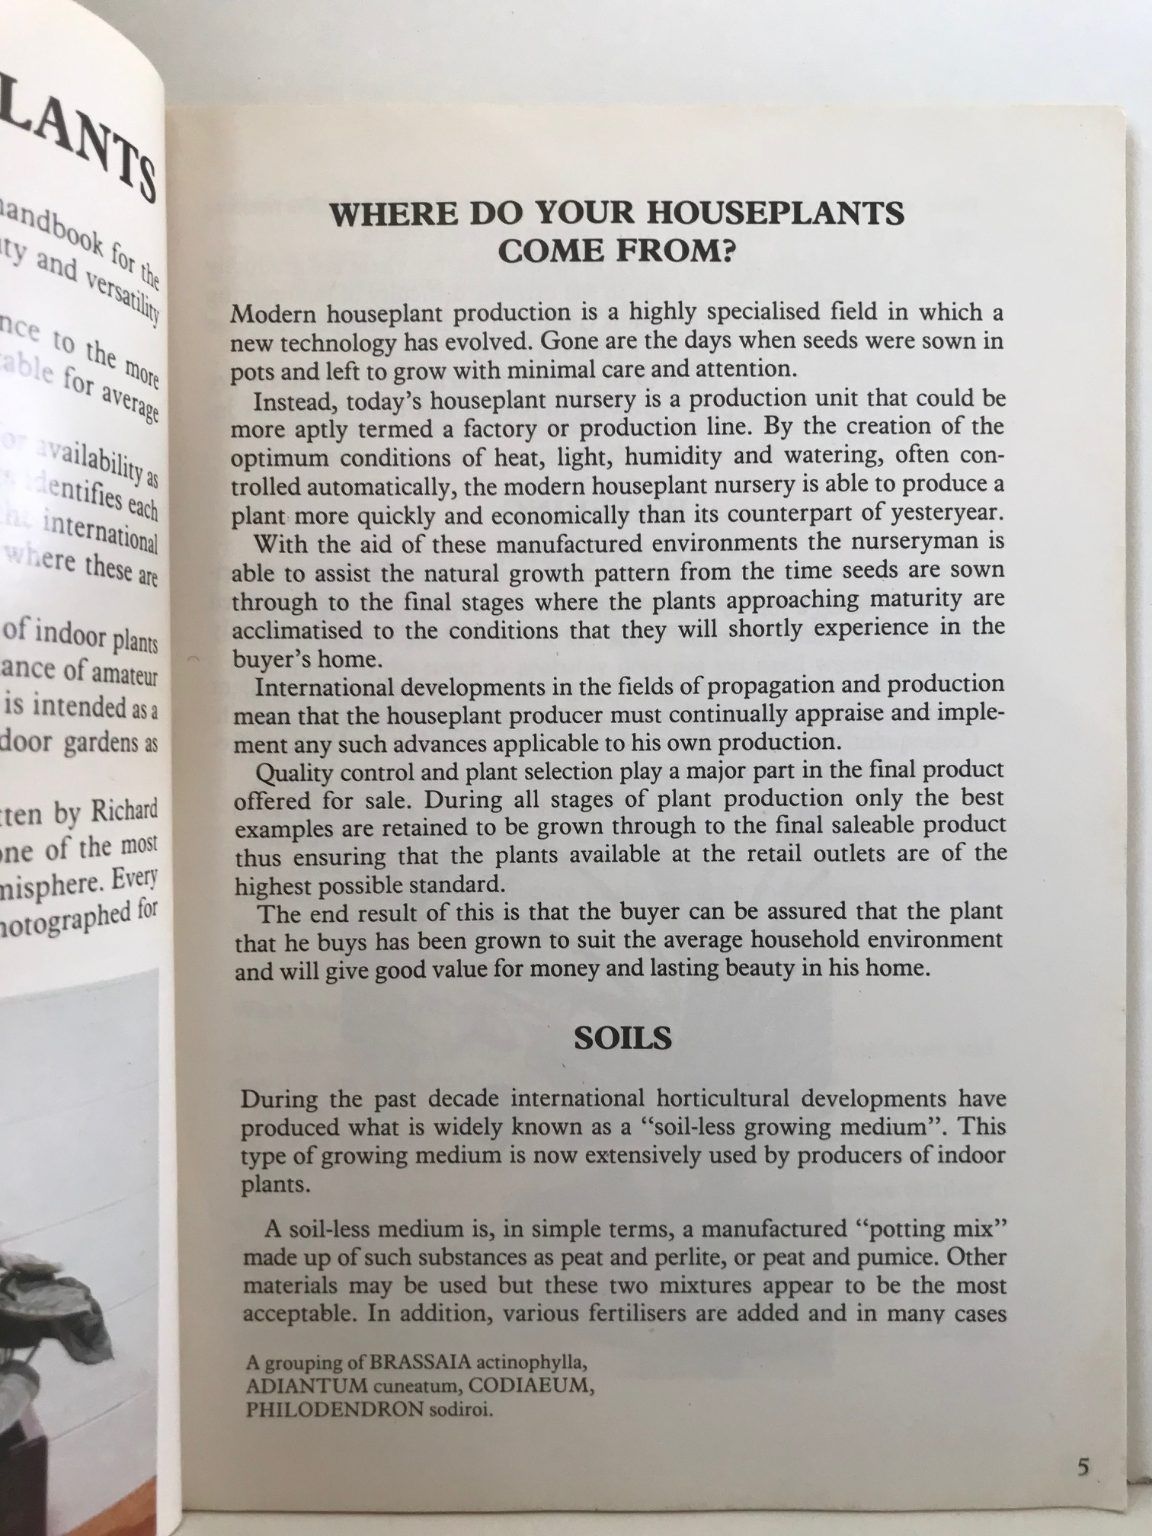 LANTS
handbook for the
and versatility
to the more
for average
availability as
identifies each
international
where these are
of indoor plants
of amateur
is intended as a
gardens as
by Richard
one of the most
Every
for
WHERE DO YOUR HOUSEPLANTS
COME FROM?
Modern houseplant production is a highly specialised field in which a
new technology has evolved. Gone are the days when seeds were sown in
pots and left to grow with minimal care and attention.
Instead, today's houseplant nursery is a production unit that could be
more aptly termed a factory or production line. By the creation of the
optimum conditions of heat, light, humidity and watering, often con-
trolled automatically, the modern houseplant nursery is able to produce a
plant more quickly and economically than its counterpart of yesteryear.
With the aid of these manufactured environments the nurseryman is
able to assist the natural growth pattern from the time seeds are sown
through to the final stages where the plants approaching maturity are
acclimatised to the conditions that they will shortly experience in the
buyer's home.
International developments in the fields of propagation and production
mean that the houseplant producer must continually appraise and imple-
ment any such advances applicable to his own production.
Quality control and plant selection play a major part in the final product
offered for sale. During all stages of plant production only the best
examples are retained to be grown through to the final saleable product
thus ensuring that the plants available at the retail outlets are of the
highest possible standard.
The end result of this is that the buyer can be assured that the plant
that he buys has been grown to suit the average household environment
and will give good value for money and lasting beauty in his home.
SOILS
During the past decade international horticultural developments have
produced what is widely known as a "soil-less growing medium". This
type of growing medium is now extensively used by producers of indoor
plants.
A soil-less medium is, in simple terms, a manufactured "potting mix"
made up of such substances as peat and perlite, or peat and pumice. Other
materials may be used but these two mixtures appear to be the most
acceptable. In addition, various fertilisers are added and in many cases
A grouping of BRASSAIA actinophylla,
ADIANTUM cuneatum, CODIAEUM,
PHILODENDRON sodiroi.
5